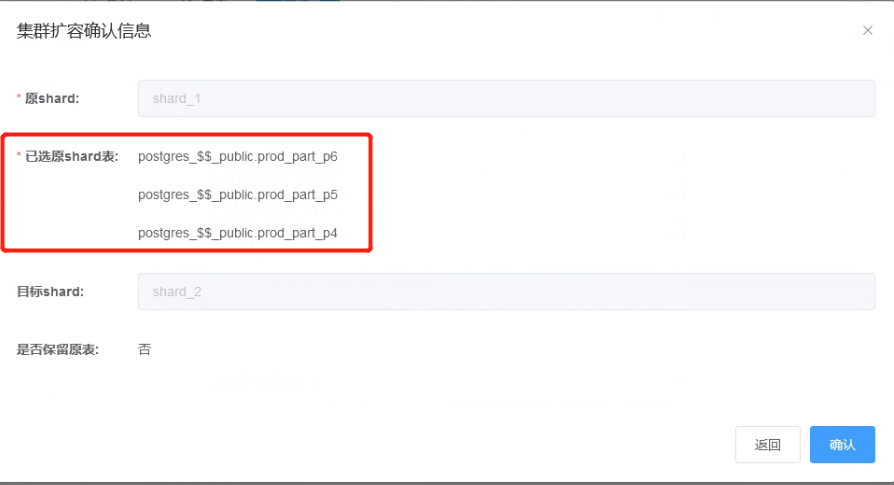 集群扩容确认信息
* 原shard: shard_1
* 已选原shard表: postgres_$$_public.prod_part_p6
postgres_$$_public.prod_part_p5
postgres_$$_public.prod_part_p4
目标shard: shard_2
是否保留原表: 否
返回 确认